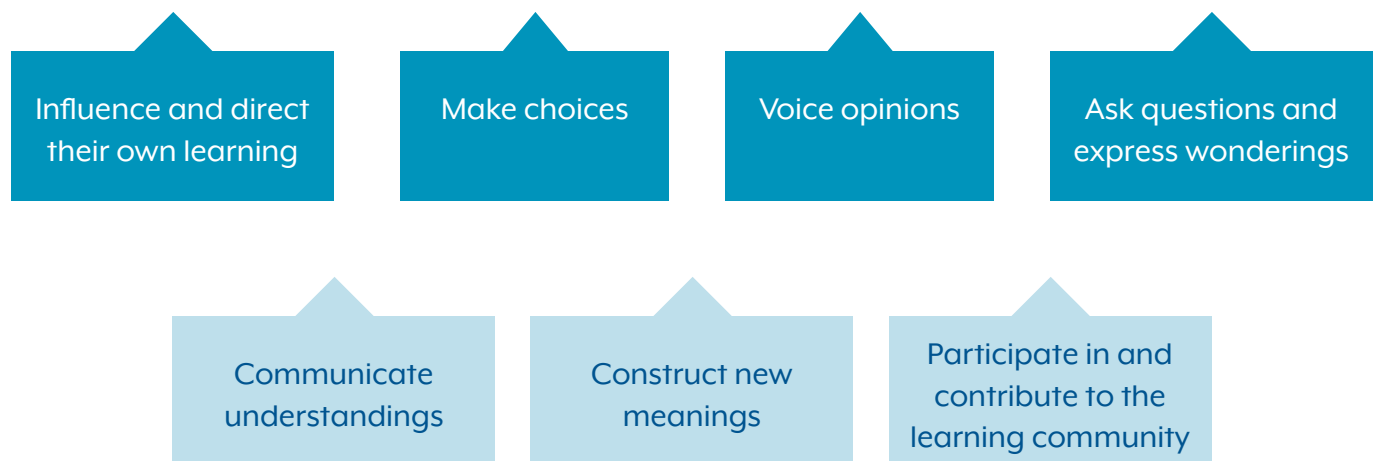 Influence and direct
their own learning
Make choices
Voice opinions
Ask questions and
express wonderings
Communicate
understandings
Construct new
meanings
Participate in and
contribute to the
learning community